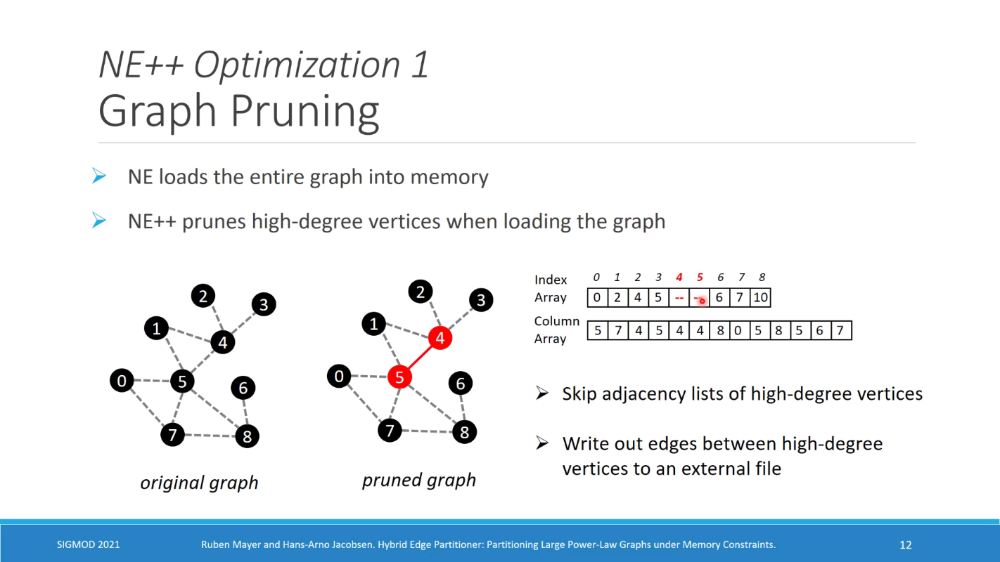 NE++ Optimization 1
Graph Pruning
NE loads the entire graph into memory
NE++ prunes high-degree vertices when loading the graph
2
3
1
4
0
5
6
7
8
original graph
2
3
1
4
0
5
6
7
8
pruned graph
Index 0 1 2 3 4 5 6 7 8
Array 0 2 4 5 -- -- 6 7 10
Column
Array
5 7 4 5 4 4 8 0 5 8 5 6 7
Skip adjacency lists of high-degree vertices
Write out edges between high-degree
vertices to an external file
SIGMOD 2021
Ruben Mayer and Hans-Arno Jacobsen. Hybrid Edge Partitioner: Partitioning Large Power-Law Graphs under Memory Constraints.
12